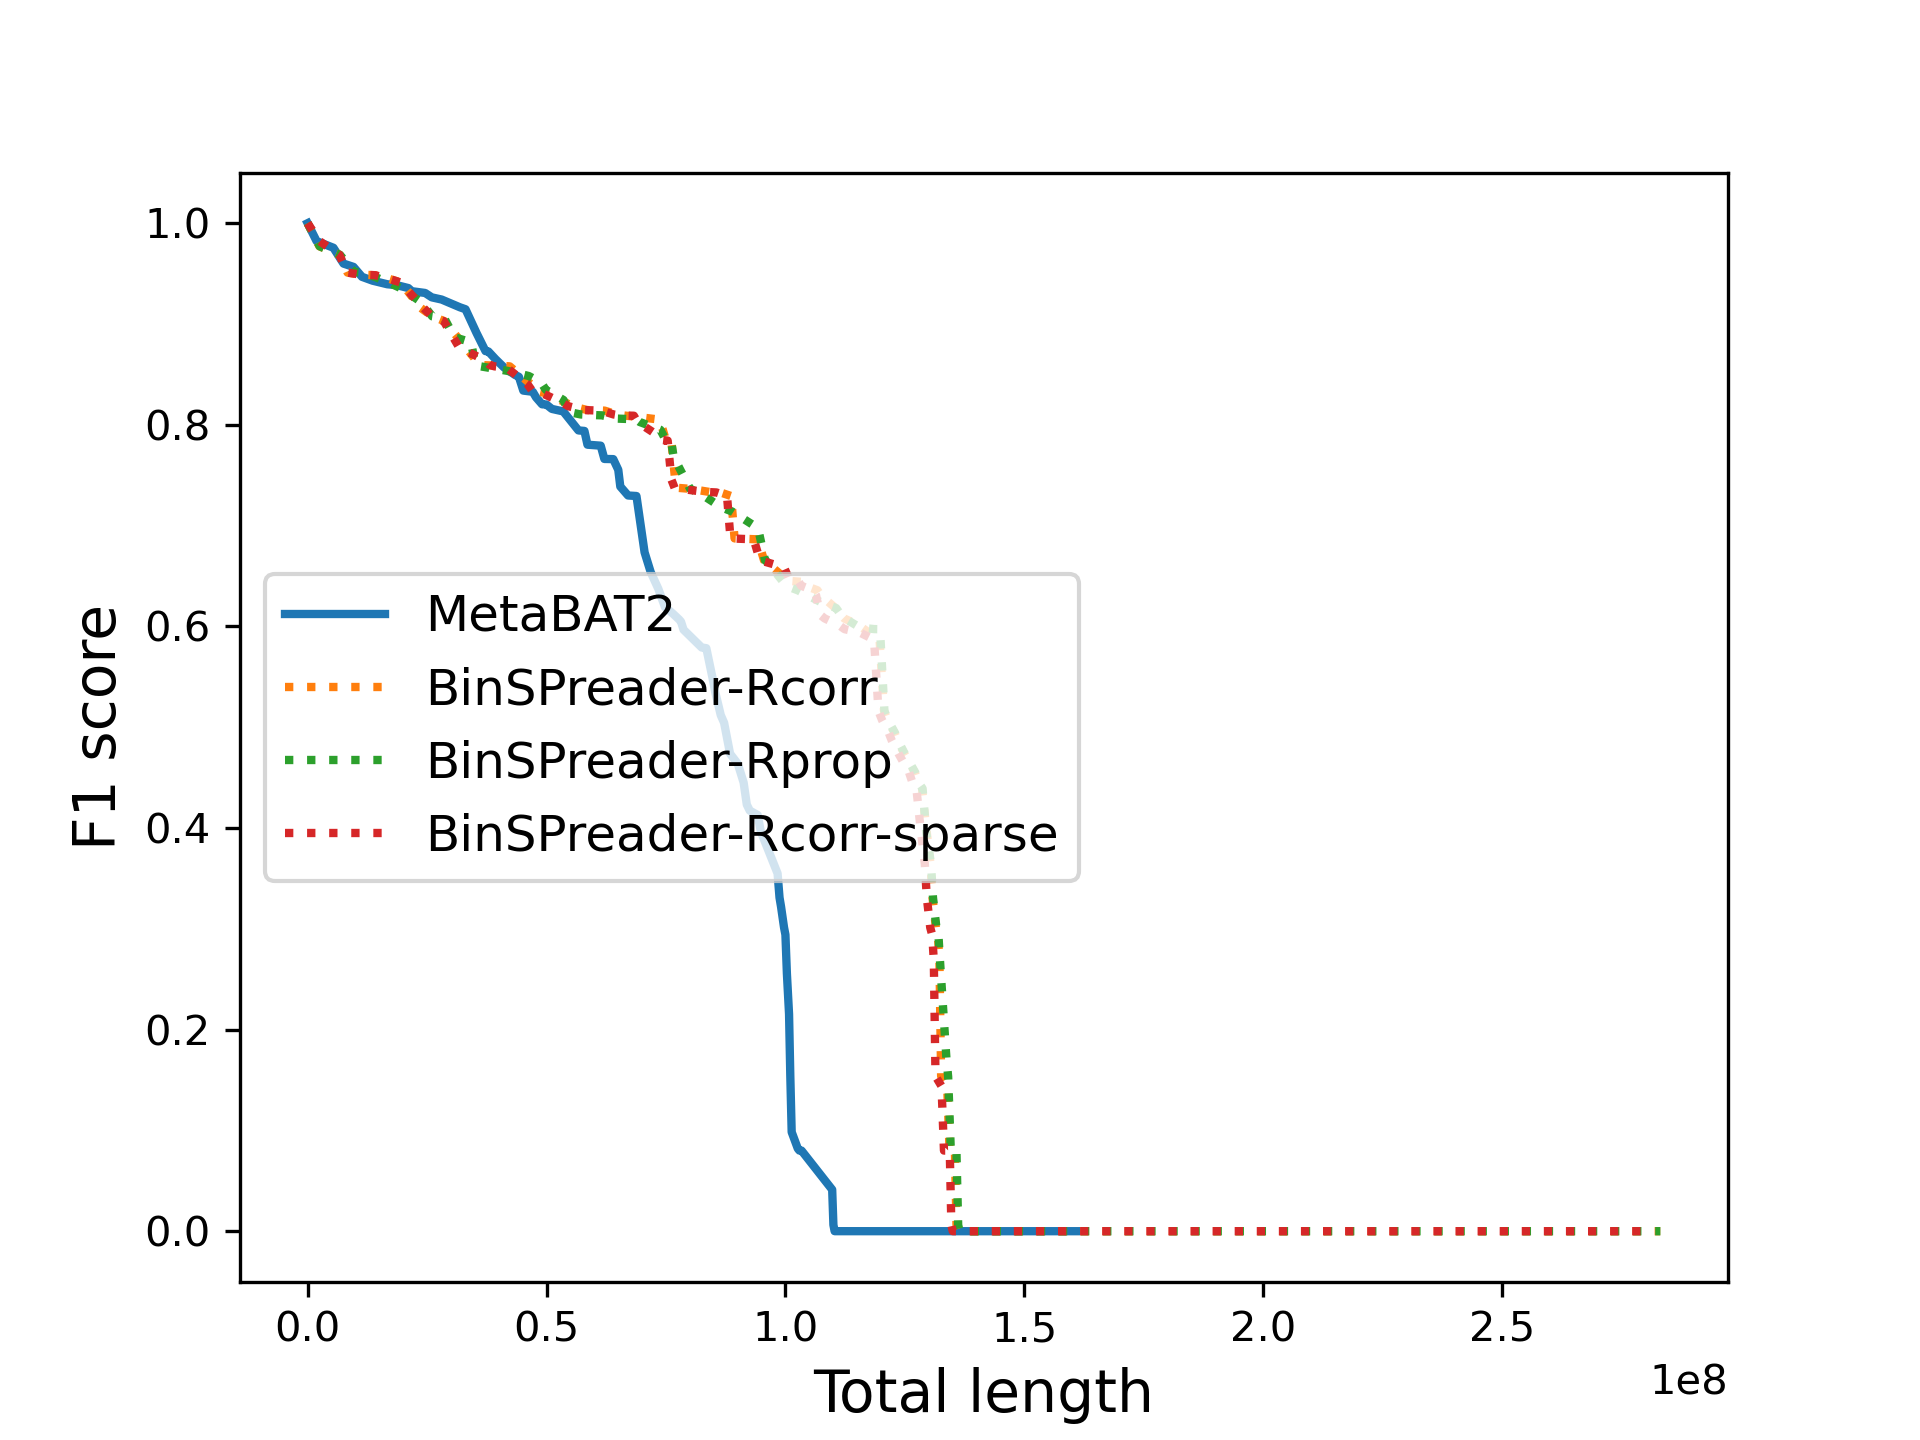 1.0
0.8
0.6
0.4
0.2
0.0
F1 score
MetaBAT2
BinSPreader-Rcorr
BinSPreader-Rprop
BinSPreader-Rcorr-sparse
0.0 0.5 1.0 1.5 2.0 2.5
1e8
Total length